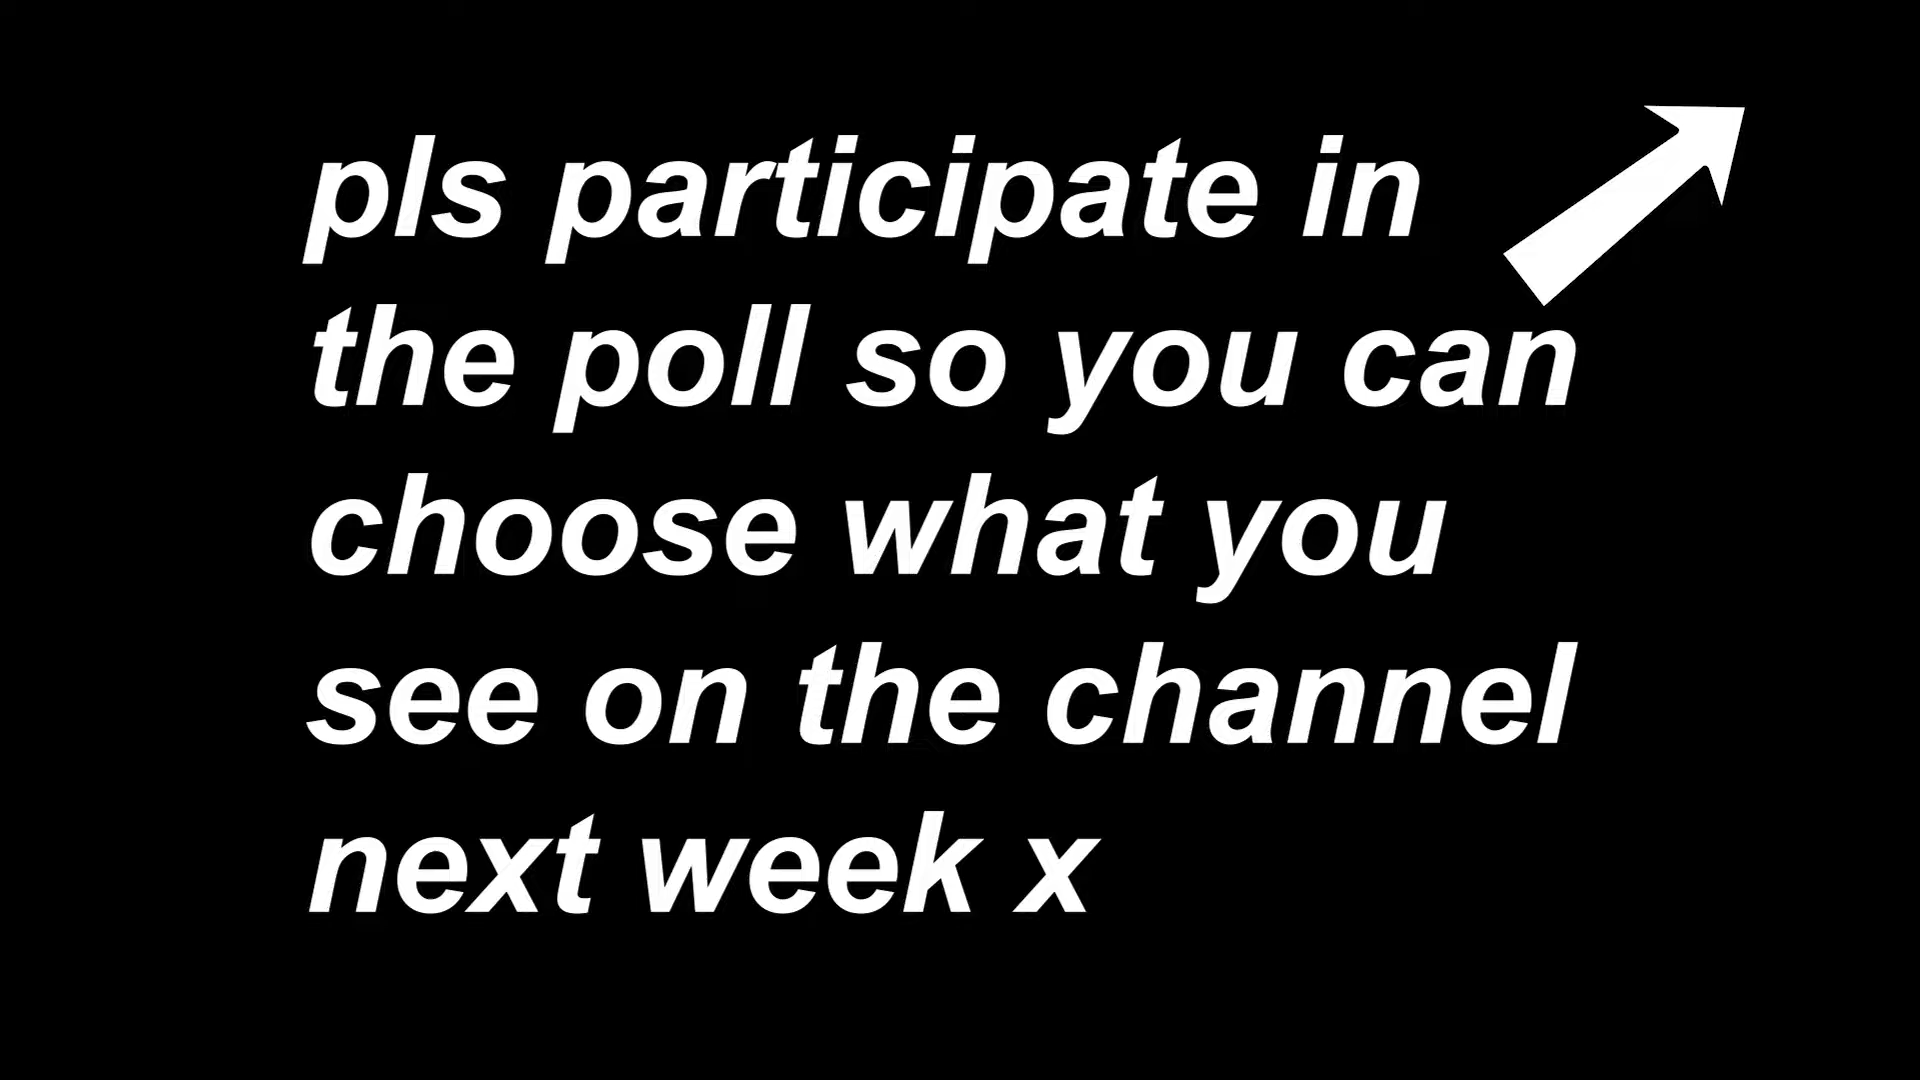 pls participate in
the poll so you can
choose what you
see on the channel
next week x